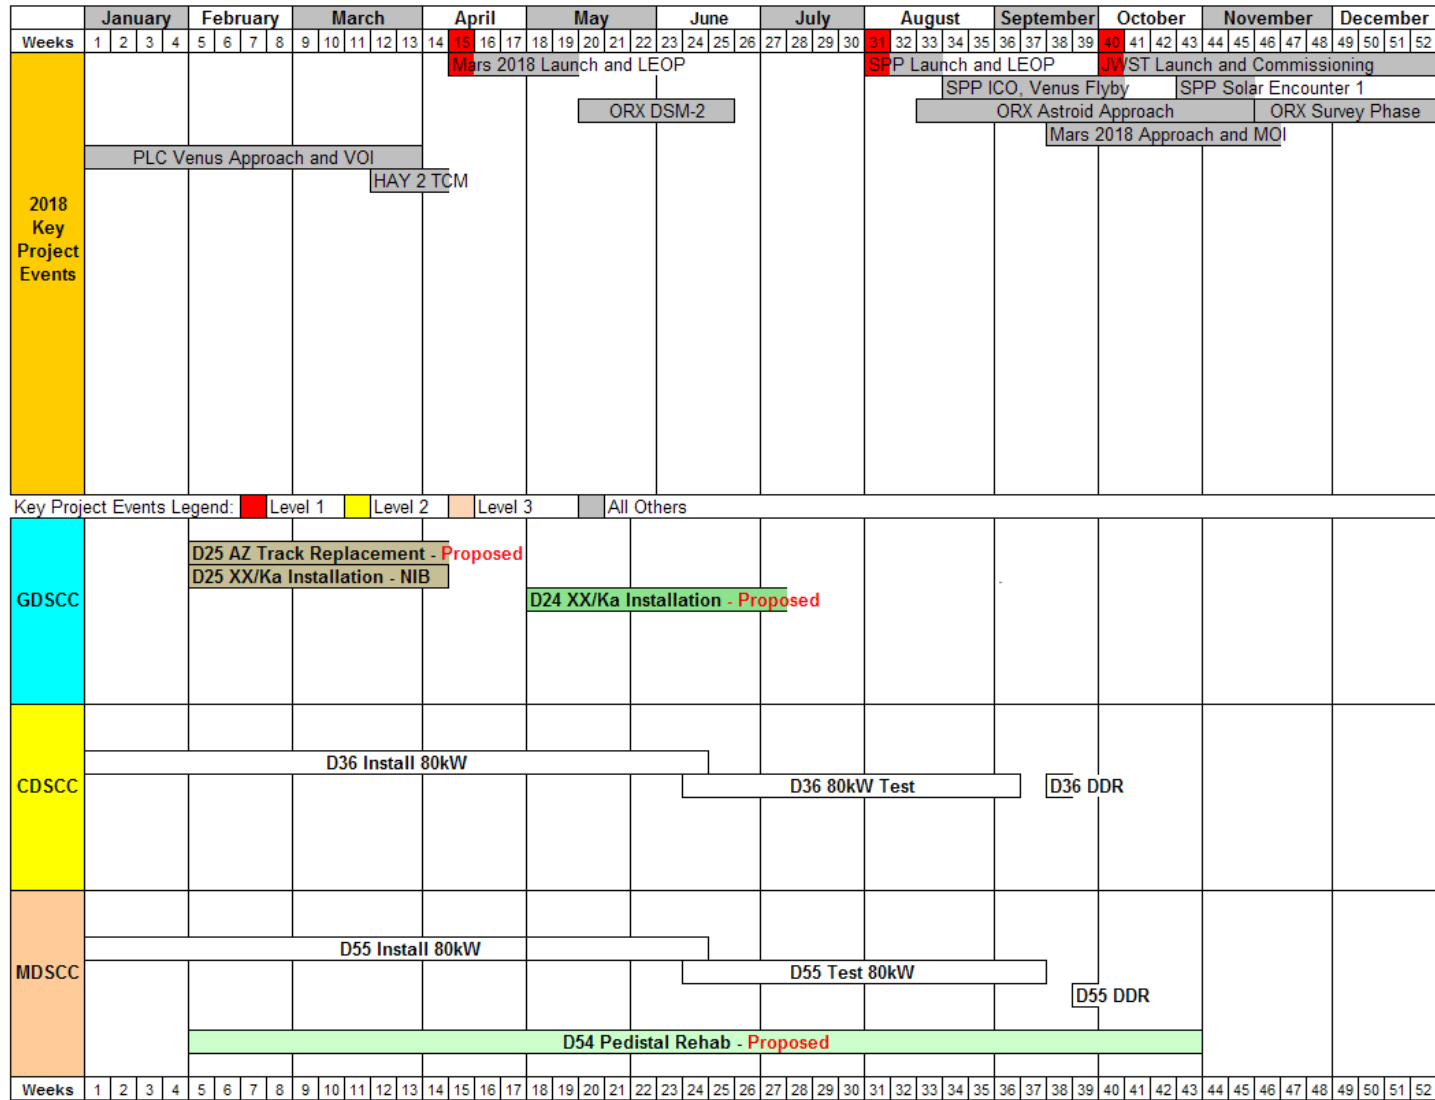 January February March April May June July August September October November December
Weeks 1 2 3 4 5 6 7 8 9 10 11 12 13 14 15 16 17 18 19 20 21 22 23 24 25 26 27 28 29 30 31 32 33 34 35 36 37 38 39 40 41 42 43 44 45 46 47 48 49 50 51 52
Mars 2018 Launch and LEOP SPP Launch and LEOP JWST Launch and Commissioning
SPP ICO, Venus Flyby SPP Solar Encounter 1
ORX DSM-2 ORX Astroid Approach ORX Survey Phase
Mars 2018 Approach and MOI
PLC Venus Approach and VOI
HAY 2 TCM
2018
Key
Project
Events
Key Project Events Legend: Level 1 Level 2 Level 3 All Others
D25 AZ Track Replacement - Proposed
D25 XX/Ka Installation - NIB
GDSCC
D24 XX/Ka Installation - Proposed
D36 Install 80kW
CDSCC
D36 80kW Test D36 DDR
D55 Install 80kW
MDSCC
D55 Test 80kW
D55 DDR
D54 Pedistal Rehab - Proposed
Weeks 1 2 3 4 5 6 7 8 9 10 11 12 13 14 15 16 17 18 19 20 21 22 23 24 25 26 27 28 29 30 31 32 33 34 35 36 37 38 39 40 41 42 43 44 45 46 47 48 49 50 51 52